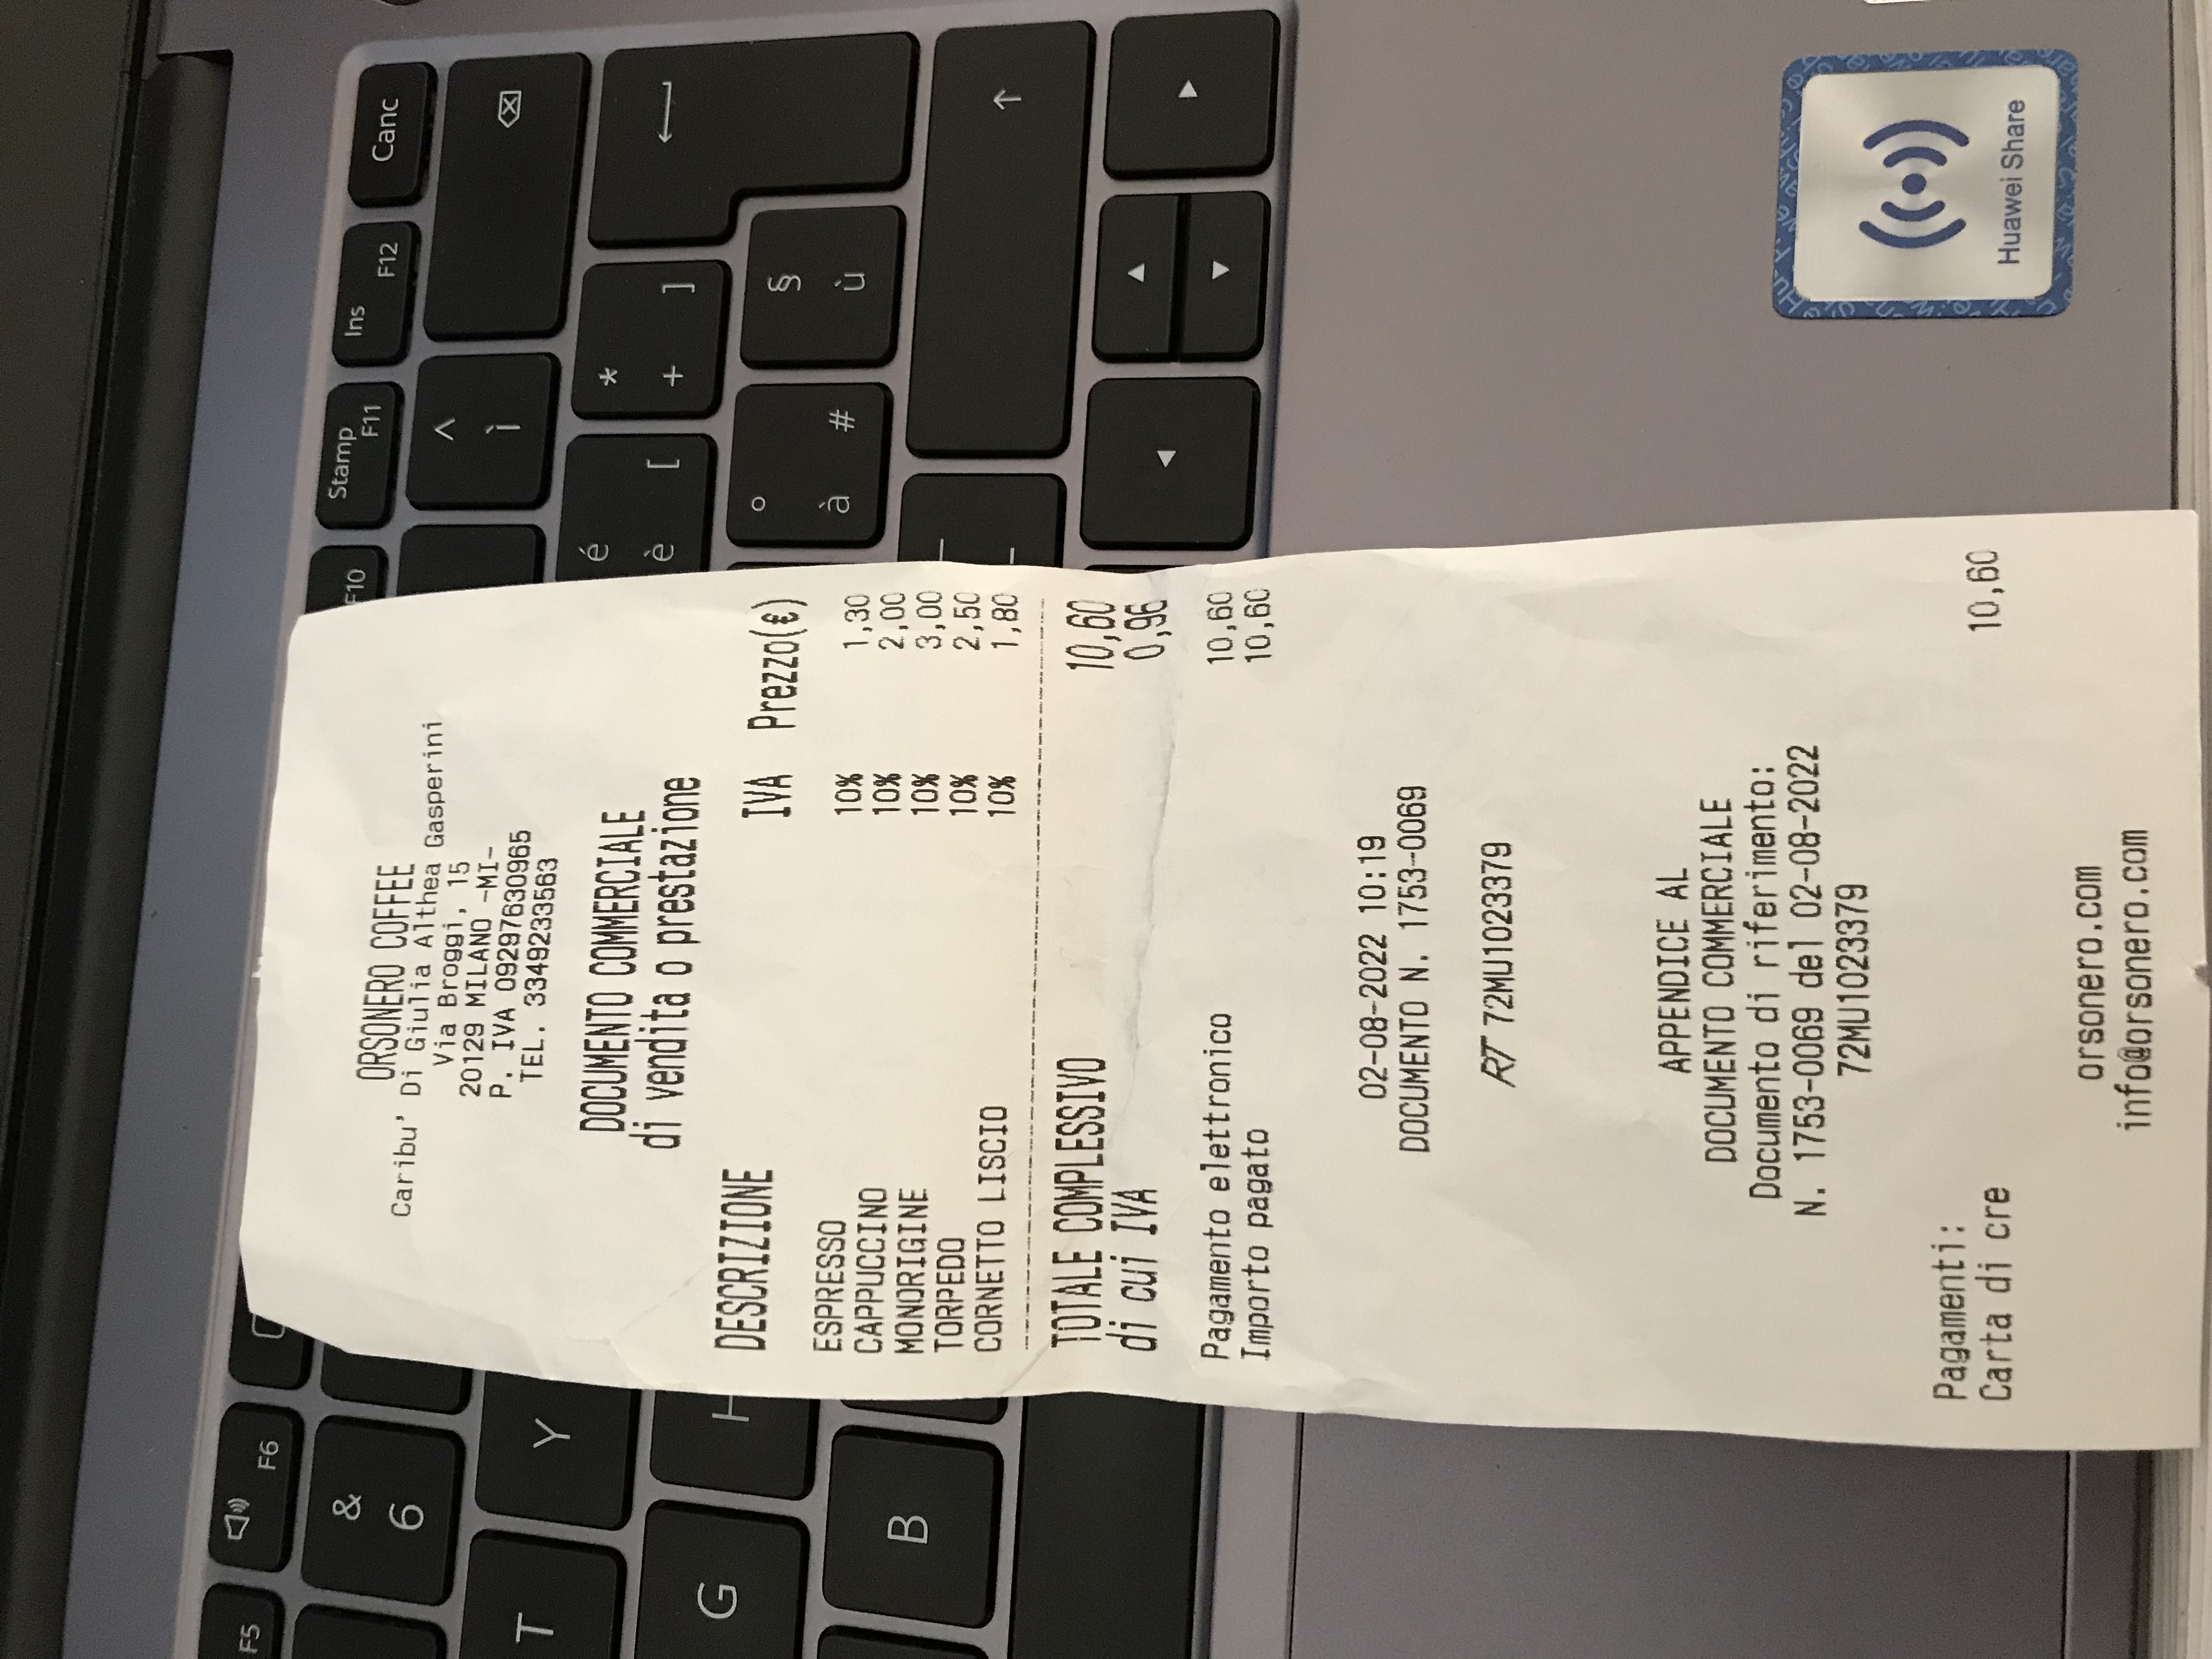 ORSONERO COFFEE
Caribu' Di Giulia Althea Gasperini
Via Broggi, 15
20129 MILANO -MI-
P. IVA 09297630965
TEL. 3349233563
DOCUMENTO COMMERCIALE
di vendita o prestazione
DESCRIZIONE IVA Prezzo(€)
ESPRESSO 10% 1,30
CAPPUCCINO 10% 2,00
MONORIGINE 10% 3,00
TORPEDO 10% 2,50
CORNETTO LISCIO 10% 1,80
TOTALE COMPLESSIVO 10,60
di cui IVA 0,96
Pagamento elettronico 10,60
Importo pagato 10,60
02-08-2022 10:19
DOCUMENTO N. 1753-0069
RT 72MU1023379
APPENDICE AL
DOCUMENTO COMMERCIALE
Documento di riferimento:
N. 1753-0069 del 02-08-2022
72MU1023379
Pagamenti:
Carta di cre 10,60
orsonero.com
info@orsonero.com
Canc
Ins F12
Stamp F11
F10
F6
F5
^ ì
* + ]
é è [
§ ù
° à #
& 6
Y
T
H
G
B
Huawei Share